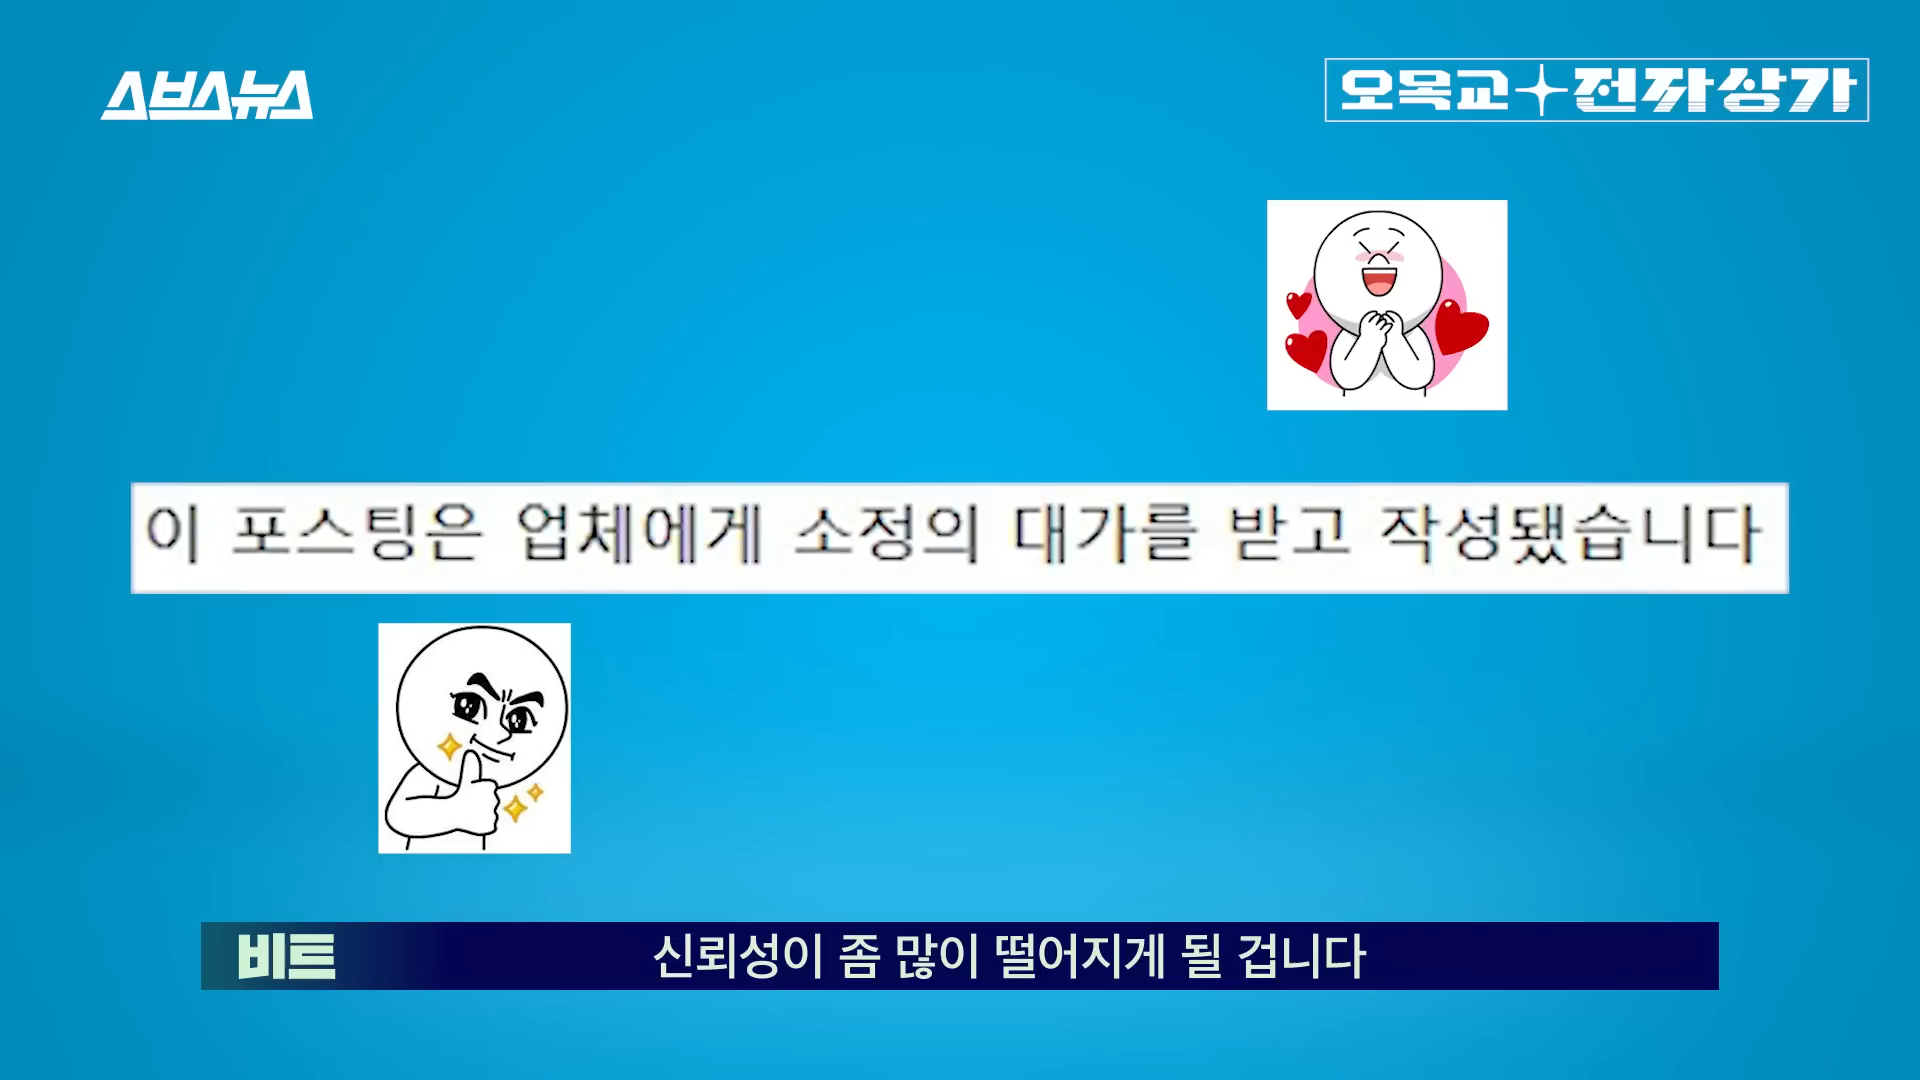 스브스뉴스
오목교 전자상가
이 포스팅은 업체에게 소정의 대가를 받고 작성됐습니다
비트
신뢰성이 좀 많이 떨어지게 될 겁니다